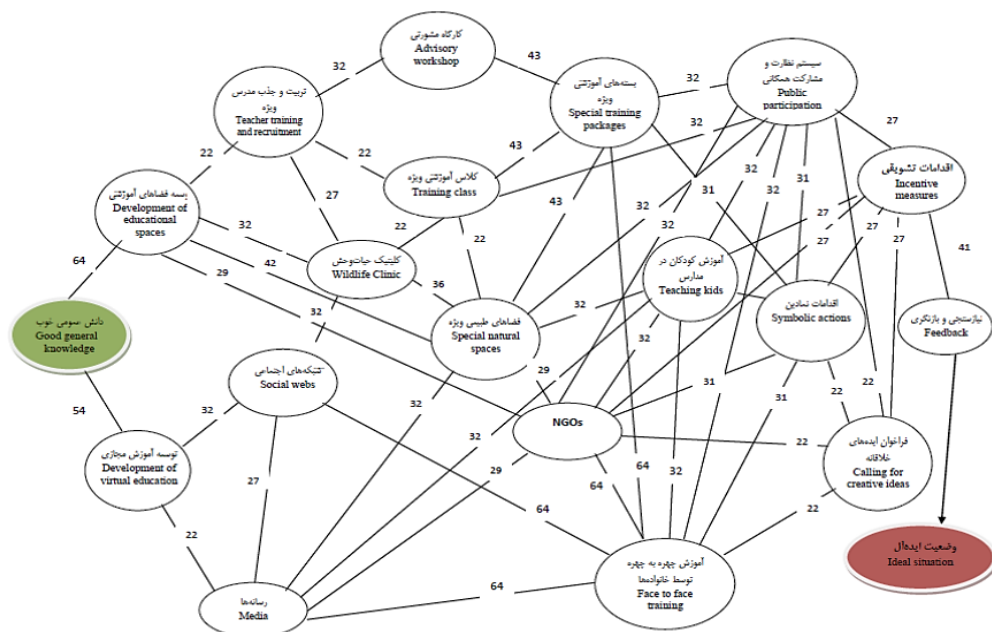 کارگاه مشورتی
Advisory
workshop
سیستم نظارت و
مشارکت همگانی
Public
participation
32
43
بسته‌های آموزشی
ویژه
Special training
packages
32
تربیت و جذب مدرس
ویژه
Teacher training
and recruitment
27
32
43
22
22
کلاس آموزشی ویژه
Training class
اقدامات تشویقی
Incentive
measures
توسعه فضاهای آموزشی
Development of
educational
spaces
27
43
31
32
32
31
32
32
22
22
27
27
27
27
41
64
29
42
کلینیک حیات‌وحش
Wildlife Clinic
36
آموزش کودکان در
مدارس
Teaching kids
اقدامات نمادین
Symbolic actions
نیازسنجی و بازنگری
Feedback
دانش عمومی خوب
Good general
knowledge
32
فضاهای طبیعی ویژه
Special natural
spaces
32
32
شبکه‌های اجتماعی
Social webs
29
32
31
31
22
22
54
32
NGOs
فراخوان ایده‌های
خلاقانه
Calling for
creative ideas
توسعه آموزش مجازی
Development of
virtual education
27
32
29
64
64
32
22
22
64
22
وضعیت ایده‌آل
Ideal situation
آموزش چهره به چهره
توسط خانواده‌ها
Face to face
training
64
رسانه‌ها
Media